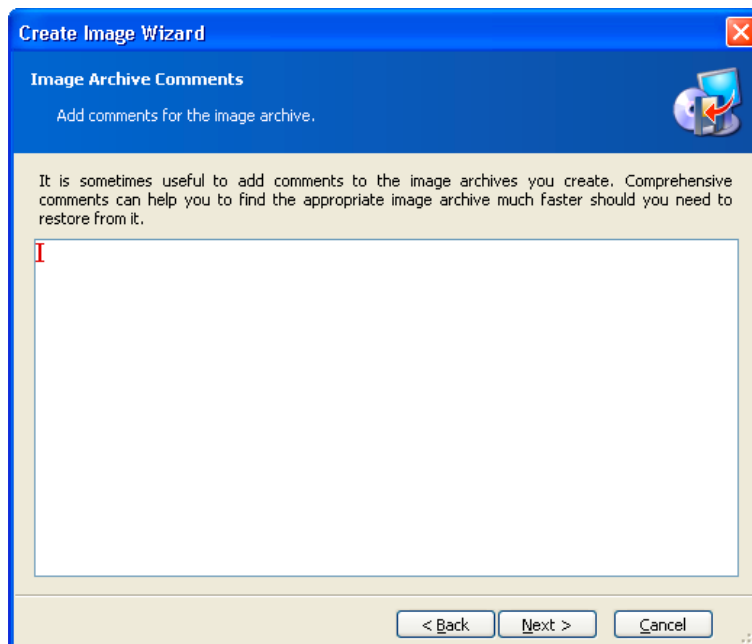 Create Image Wizard
Image Archive Comments
Add comments for the image archive.
It is sometimes useful to add comments to the image archives you create. Comprehensive
comments can help you to find the appropriate image archive much faster should you need to
restore from it.
< Back Next > Cancel